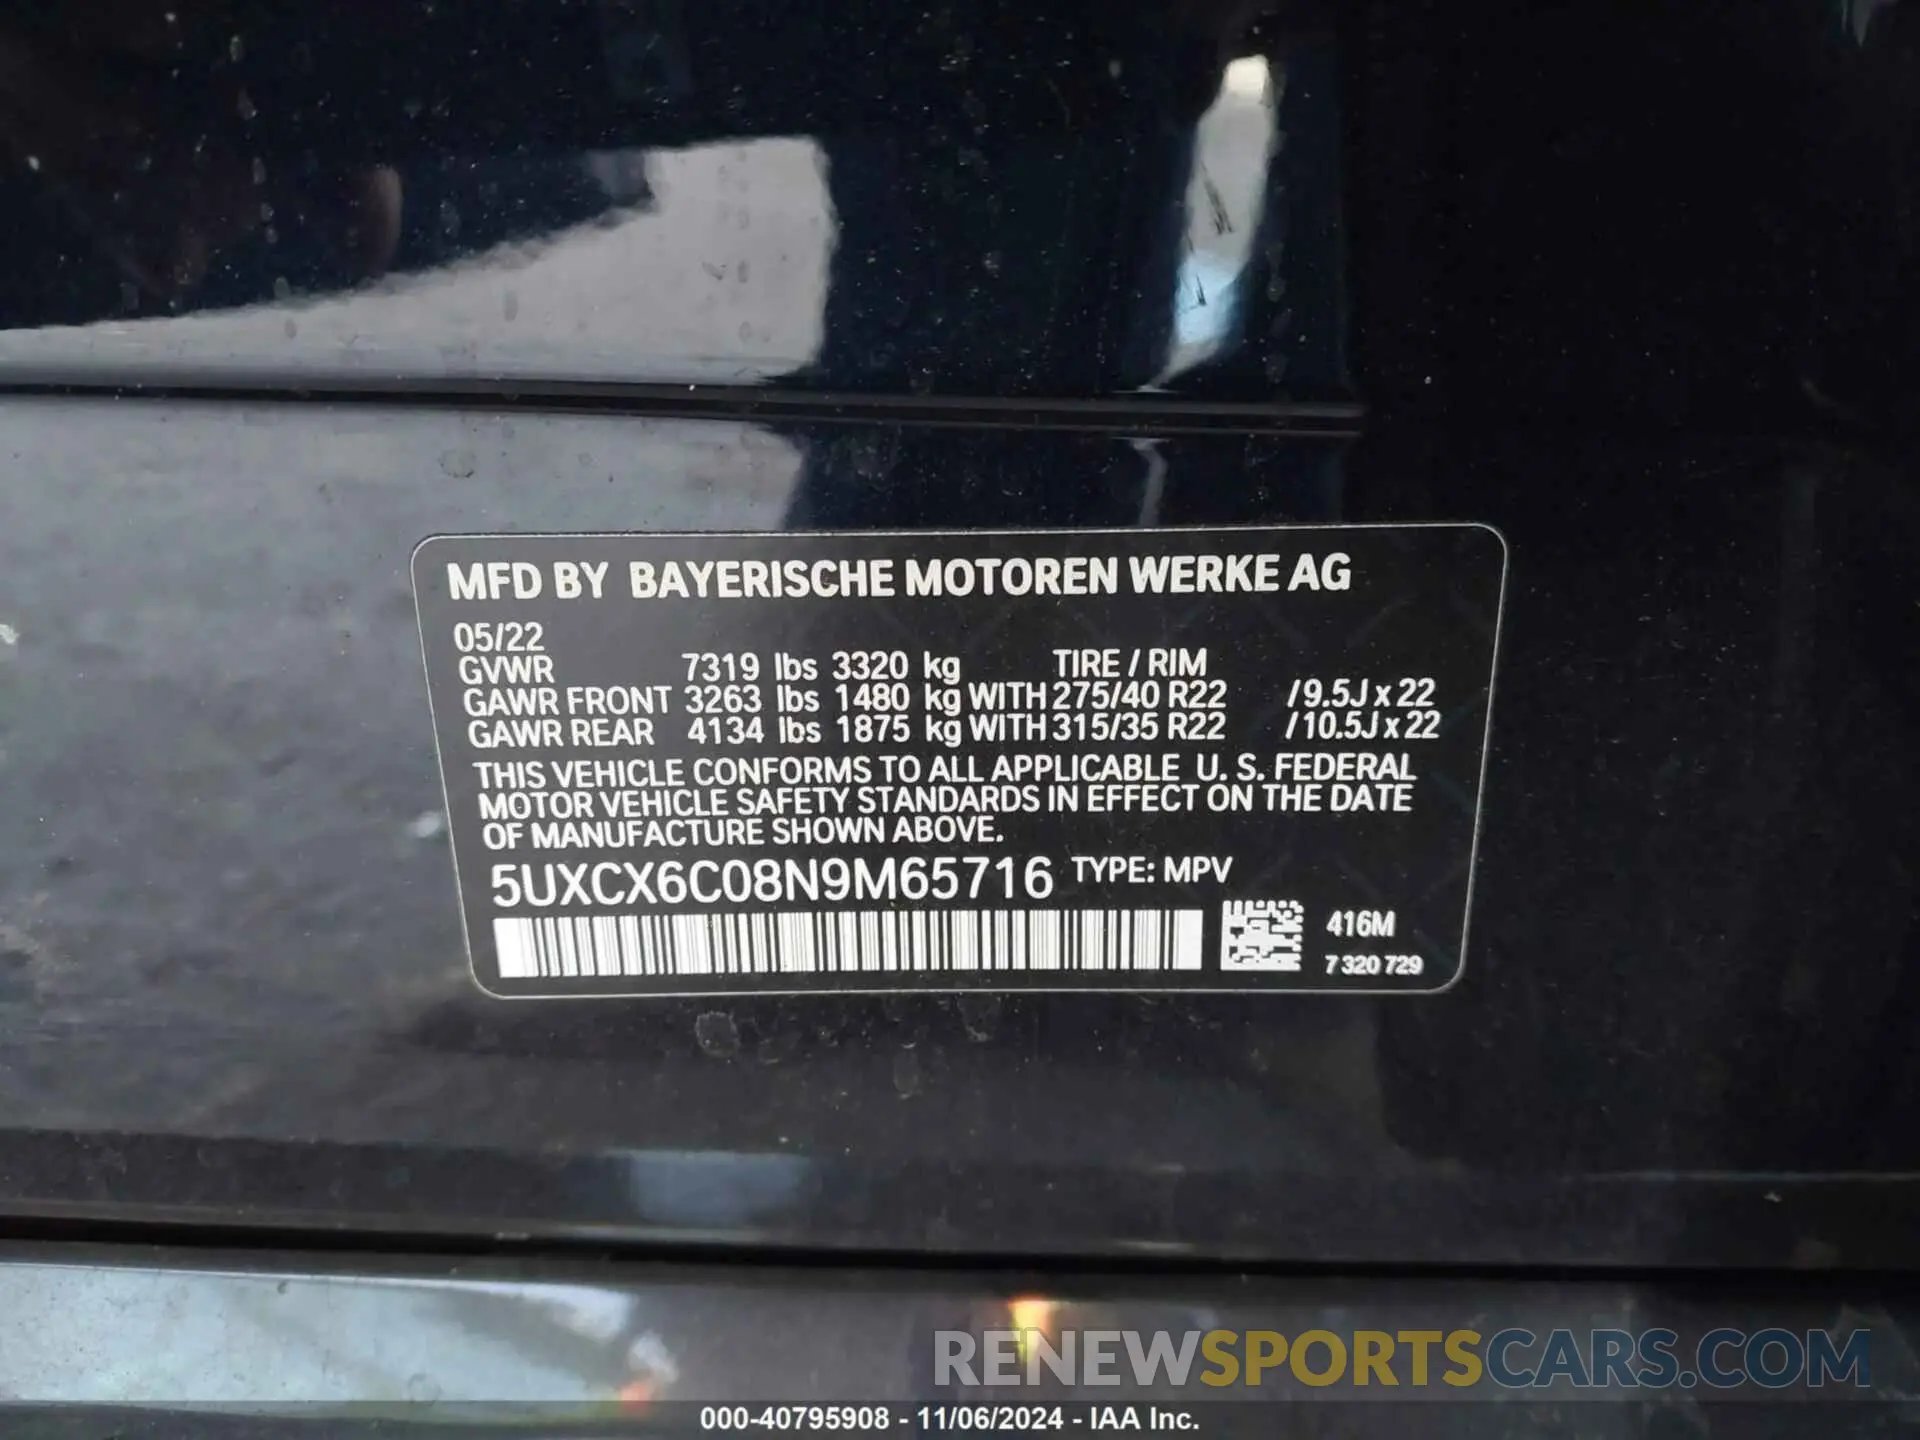 MFD BY BAYERISCHE MOTOREN WERKE AG
05/22
GVWR 7319 lbs 3320 kg TIRE / RIM
GAWR FRONT 3263 lbs 1480 kg WITH 275/40 R22 /9.5J x 22
GAWR REAR 4134 lbs 1875 kg WITH 315/35 R22 /10.5J x 22
THIS VEHICLE CONFORMS TO ALL APPLICABLE U. S. FEDERAL
MOTOR VEHICLE SAFETY STANDARDS IN EFFECT ON THE DATE
OF MANUFACTURE SHOWN ABOVE.
5UXCX6C08N9M65716 TYPE: MPV
416M
7 320 729
RENEWSPORTSCARS.COM
000-40795908 - 11/06/2024 - IAA Inc.